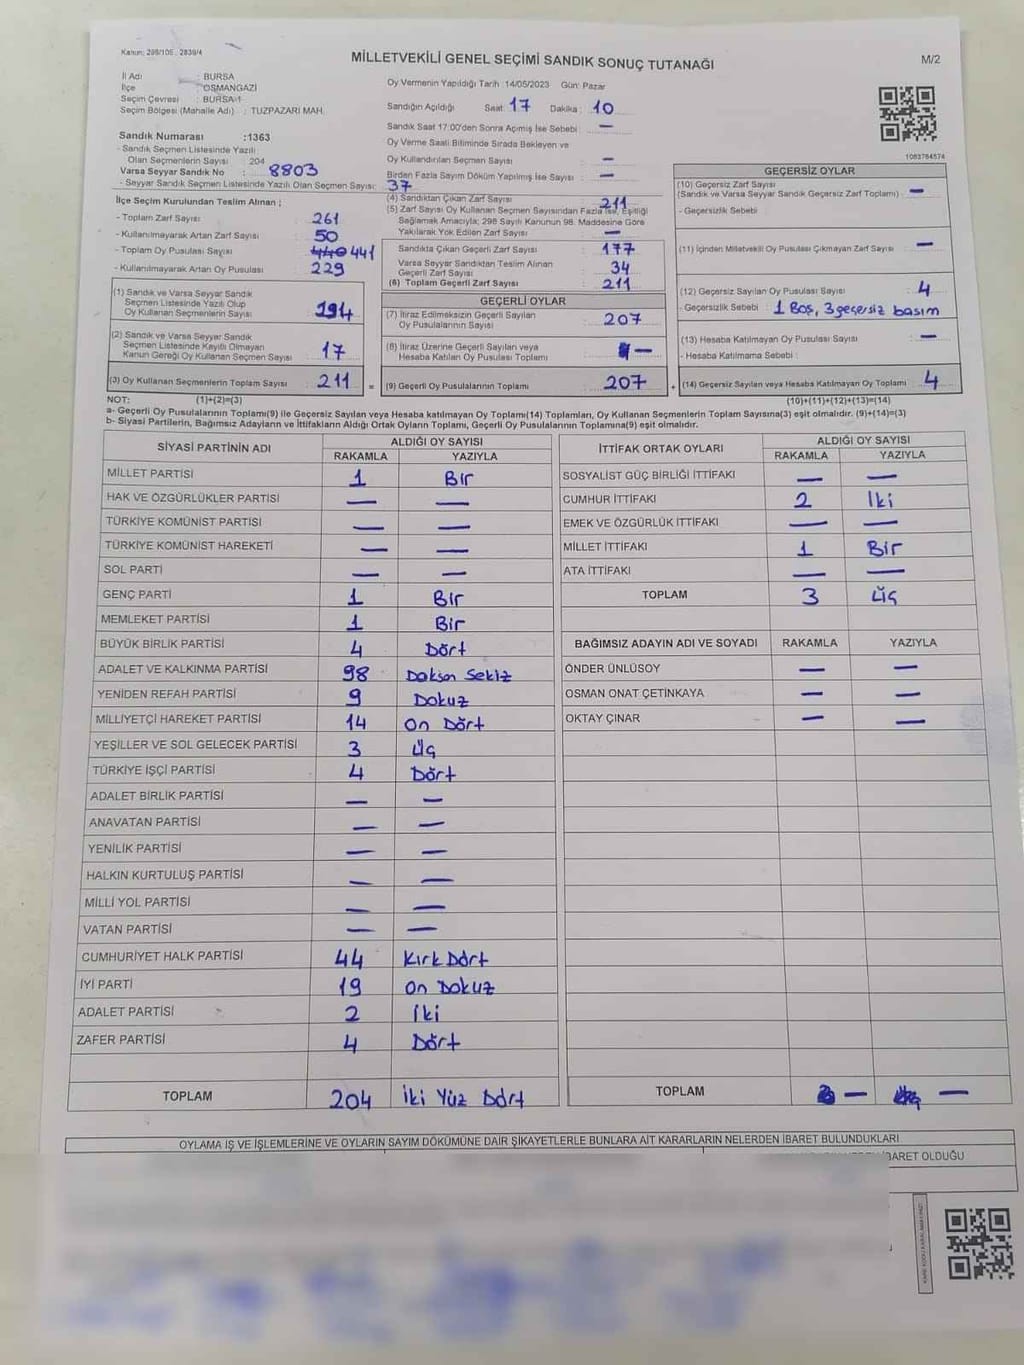 Kanun: 298/105 , 2839/4
MİLLETVEKİLİ GENEL SEÇİMİ SANDIK SONUÇ TUTANAĞI
M/2
İl Adı : BURSA
İlçe : OSMANGAZİ
Seçim Çevresi : BURSA-1
Seçim Bölgesi (Mahalle Adı) : TUZPAZARI MAH.
Sandık Numarası :1363
- Sandık Seçmen Listesinde Yazılı
Olan Seçmenlerin Sayısı : 204
Varsa Seyyar Sandık No : 8803
- Seyyar Sandık Seçmen Listesinde Yazılı Olan Seçmen Sayısı: 37
İlçe Seçim Kurulundan Teslim Alınan ;
- Toplam Zarf Sayısı : 261
- Kullanılmayarak Artan Zarf Sayısı : 50
- Toplam Oy Pusulası Sayısı : 440 441
- Kullanılmayarak Artan Oy Pusulası : 229
(1) Sandık ve Varsa Seyyar Sandık
Seçmen Listesinde Yazılı Olup
Oy Kullanan Seçmenlerin Sayısı : 194
(2) Sandık ve Varsa Seyyar Sandık
Seçmen Listesinde Kayıtlı Olmayan
Kanun Gereği Oy Kullanan Seçmen Sayısı : 17
(3) Oy Kullanan Seçmenlerin Toplam Sayısı : 211
Oy Vermenin Yapıldığı Tarih :14/05/2023 Gün: Pazar
Sandığın Açıldığı Saat : 17 Dakika : 10
Sandık Saat 17:00'den Sonra Açılmış İse Sebebi : —
Oy Verme Saati Bitiminde Sırada Bekleyen ve
Oy Kullandırılan Seçmen Sayısı : —
Birden Fazla Sayım Döküm Yapılmış İse Sayısı : —
(4) Sandıktan Çıkan Zarf Sayısı : 211
(5) Zarf Sayısı Oy Kullanan Seçmen Sayısından Fazla İse, Eşitliği
Sağlamak Amacıyla; 298 Sayılı Kanunun 98. Maddesine Göre
Yakılarak Yok Edilen Zarf Sayısı : —
Sandıkta Çıkan Geçerli Zarf Sayısı : 177
Varsa Seyyar Sandıktan Teslim Alınan
Geçerli Zarf Sayısı : 34
(6) Toplam Geçerli Zarf Sayısı : 211
GEÇERLİ OYLAR
(7) İtiraz Edilmeksizin Geçerli Sayılan
Oy Pusulalarının Sayısı : 207
(8) İtiraz Üzerine Geçerli Sayılan veya
Hesaba Katılan Oy Pusulası Toplamı : —
= (9) Geçerli Oy Pusulalarının Toplamı : 207
1083764574
GEÇERSİZ OYLAR
(10) Geçersiz Zarf Sayısı
(Sandık ve Varsa Seyyar Sandık Geçersiz Zarf Toplamı) : —
- Geçersizlik Sebebi :
(11) İçinden Milletvekili Oy Pusulası Çıkmayan Zarf Sayısı : —
(12) Geçersiz Sayılan Oy Pusulası Sayısı : 4
- Geçersizlik Sebebi : 1 Boş, 3 geçersiz basım
(13) Hesaba Katılmayan Oy Pusulası Sayısı : —
- Hesaba Katılmama Sebebi :
+ (14) Geçersiz Sayılan veya Hesaba Katılmayan Oy Toplamı : 4
NOT: (1)+(2)=(3) (10)+(11)+(12)+(13)=(14)
a- Geçerli Oy Pusulalarının Toplamı(9) ile Geçersiz Sayılan veya Hesaba katılmayan Oy Toplamı(14) Toplamları, Oy Kullanan Seçmenlerin Toplam Sayısına(3) eşit olmalıdır. (9)+(14)=(3)
b- Siyasi Partilerin, Bağımsız Adayların ve İttifakların Aldığı Ortak Oyların Toplamı, Geçerli Oy Pusulalarının Toplamına(9) eşit olmalıdır.
SİYASİ PARTİNİN ADI ALDIĞI OY SAYISI
RAKAMLA YAZIYLA
MİLLET PARTİSİ 1 Bir
HAK VE ÖZGÜRLÜKLER PARTİSİ — —
TÜRKİYE KOMÜNİST PARTİSİ — —
TÜRKİYE KOMÜNİST HAREKETİ — —
SOL PARTİ — —
GENÇ PARTİ 1 Bir
MEMLEKET PARTİSİ 1 Bir
BÜYÜK BİRLİK PARTİSİ 4 Dört
ADALET VE KALKINMA PARTİSİ 98 Doksan Sekiz
YENİDEN REFAH PARTİSİ 9 Dokuz
MİLLİYETÇİ HAREKET PARTİSİ 14 On Dört
YEŞİLLER VE SOL GELECEK PARTİSİ 3 Üç
TÜRKİYE İŞÇİ PARTİSİ 4 Dört
ADALET BİRLİK PARTİSİ — —
ANAVATAN PARTİSİ — —
YENİLİK PARTİSİ — —
HALKIN KURTULUŞ PARTİSİ — —
MİLLİ YOL PARTİSİ — —
VATAN PARTİSİ — —
CUMHURİYET HALK PARTİSİ 44 Kırk Dört
İYİ PARTİ 19 On Dokuz
ADALET PARTİSİ 2 İki
ZAFER PARTİSİ 4 Dört
TOPLAM 204 İki Yüz Dört
İTTİFAK ORTAK OYLARI ALDIĞI OY SAYISI
RAKAMLA YAZIYLA
SOSYALİST GÜÇ BİRLİĞİ İTTİFAKI — —
CUMHUR İTTİFAKI 2 İki
EMEK VE ÖZGÜRLÜK İTTİFAKI — —
MİLLET İTTİFAKI 1 Bir
ATA İTTİFAKI — —
TOPLAM 3 Üç
BAĞIMSIZ ADAYIN ADI VE SOYADI RAKAMLA YAZIYLA
ÖNDER ÜNLÜSOY — —
OSMAN ONAT ÇETİNKAYA — —
OKTAY ÇINAR — —
TOPLAM — —
OYLAMA İŞ VE İŞLEMLERİNE VE OYLARIN SAYIM DÖKÜMÜNE DAİR ŞİKAYETLERLE BUNLARA AİT KARARLARIN NELERDEN İBARET BULUNDUKLARI
İBARET OLDUĞU